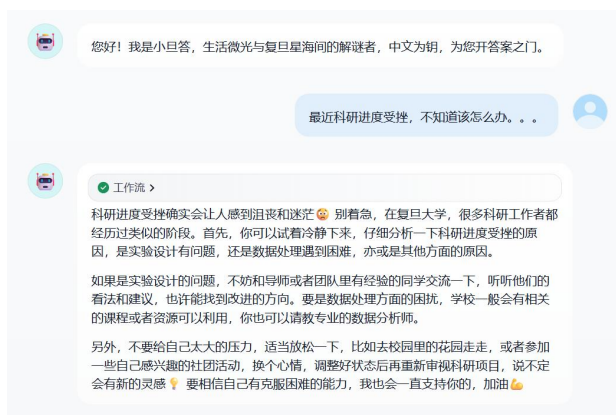 您好！我是小旦答，生活微光与复旦星海间的解谜者，中文为钥，为您开答案之门。
最近科研进度受挫，不知道该怎么办。。。
工作流 >
科研进度受挫确实会让人感到沮丧和迷茫😩 别着急，在复旦大学，很多科研工作者都
经历过类似的阶段。首先，你可以试着冷静下来，仔细分析一下科研进度受挫的原
因，是实验设计有问题，还是数据处理遇到困难，亦或是其他方面的原因。
如果是实验设计的问题，不妨和导师或者团队里有经验的同学交流一下，听听他们的
看法和建议，也许能找到改进的方向。要是数据处理方面的困扰，学校一般会有相关
的课程或者资源可以利用，你也可以请教专业的数据分析师。
另外，不要给自己太大的压力，适当放松一下，比如去校园里的花园走走，或者参加
一些自己感兴趣的社团活动，换个心情，调整好状态后再重新审视科研项目，说不定
会有新的灵感💡 要相信自己有克服困难的能力，我也会一直支持你的，加油💪